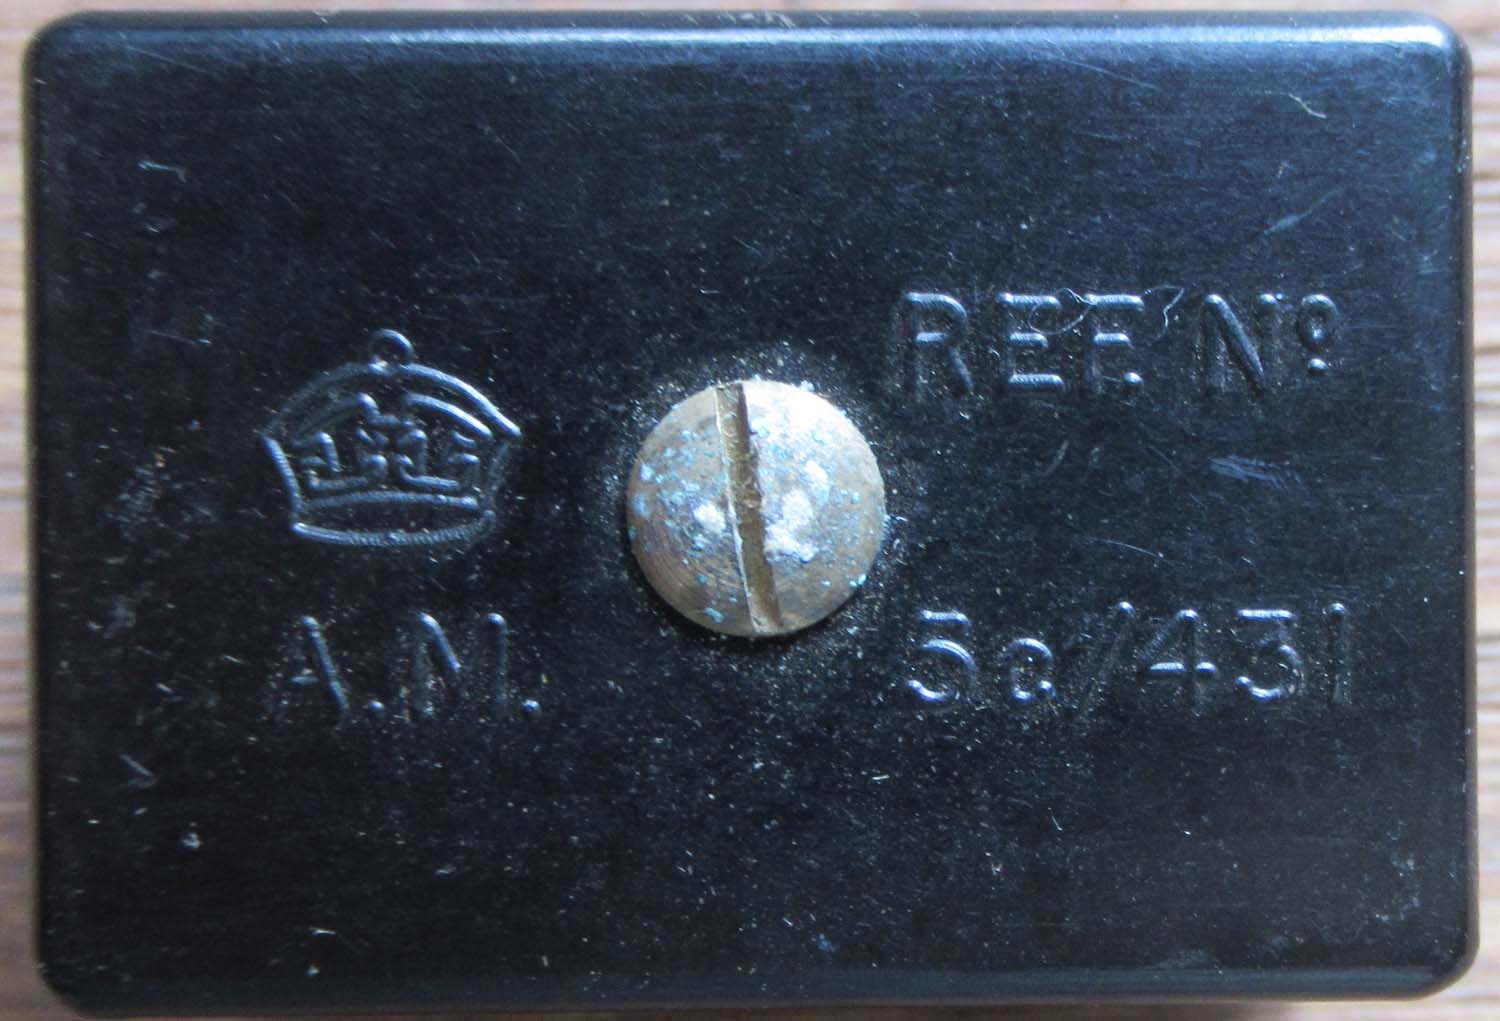 REF. Nº
A.M.
5a/431